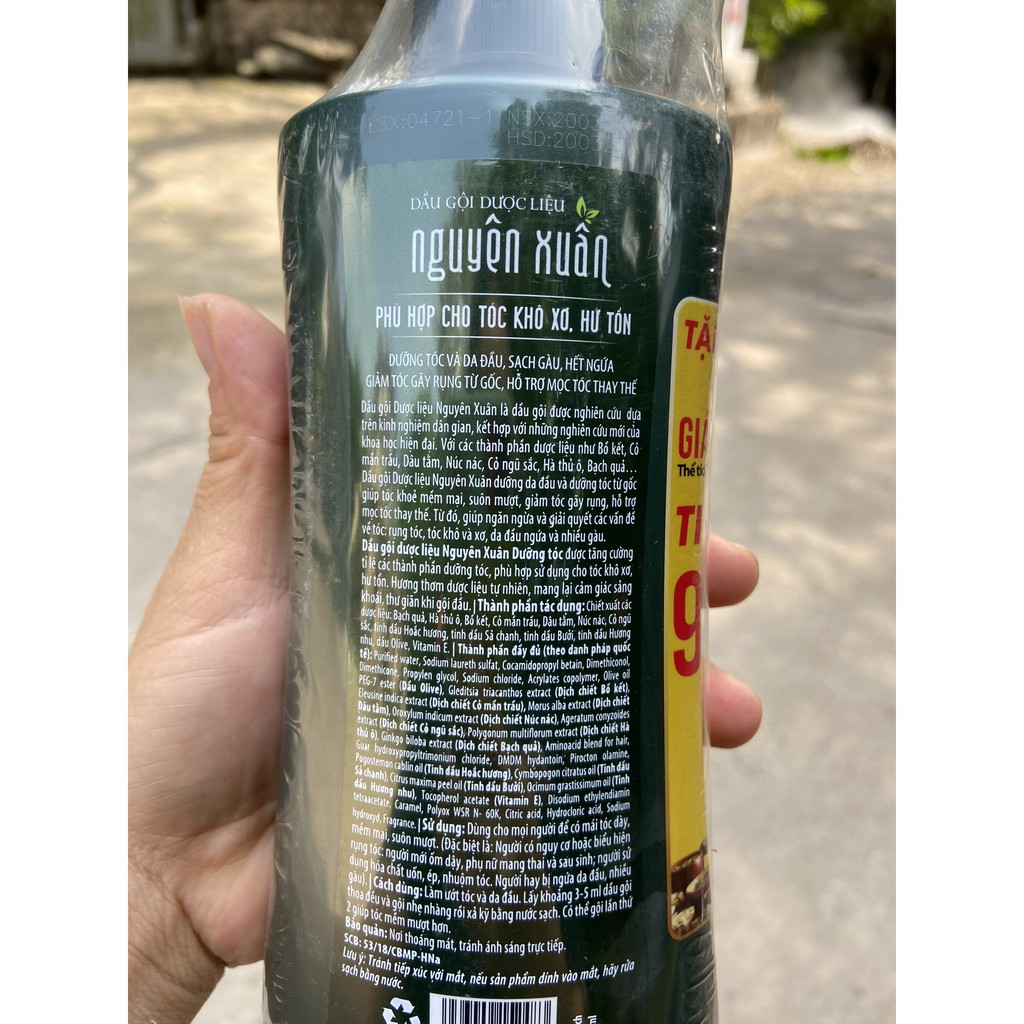 LSX:04721-1 NSX:200
HSD:2003
DẦU GỘI DƯỢC LIỆU
nguyên xuân
PHÙ HỢP CHO TÓC KHÔ XƠ, HƯ TỔN
DƯỠNG TÓC VÀ DA ĐẦU, SẠCH GÀU, HẾT NGỨA
GIẢM TÓC GÃY RỤNG TỪ GỐC, HỖ TRỢ MỌC TÓC THAY THẾ
Dầu gội Dược liệu Nguyên Xuân là dầu gội được nghiên cứu dựa
trên kinh nghiệm dân gian, kết hợp với những nghiên cứu mới của
khoa học hiện đại. Với các thành phần dược liệu như Bồ kết, Cỏ
mần trầu, Dâu tằm, Núc nác, Cỏ ngũ sắc, Hà thủ ô, Bạch quả...
Dầu gội Dược liệu Nguyên Xuân dưỡng da đầu và dưỡng tóc từ gốc
giúp tóc khoẻ mềm mại, suôn mượt, giảm tóc gãy rụng, hỗ trợ
mọc tóc thay thế. Từ đó, giúp ngăn ngừa và giải quyết các vấn đề
về tóc: rụng tóc, tóc khô và xơ, da đầu ngứa và nhiều gàu.
Dầu gội dược liệu Nguyên Xuân Dưỡng tóc được tăng cường
tỉ lệ các thành phần dưỡng tóc, phù hợp sử dụng cho tóc khô xơ,
hư tổn. Hương thơm dược liệu tự nhiên, mang lại cảm giác sảng
khoái, thư giãn khi gội đầu. | Thành phần tác dụng: Chiết xuất các
dược liệu: Bạch quả, Hà thủ ô, Bồ kết, Cỏ mần trầu, Dâu tằm, Núc nác, Cỏ ngũ
sắc, tinh dầu Hoắc hương, tinh dầu Sả chanh, tinh dầu Bưởi, tinh dầu Hương
nhu, dầu Olive, Vitamin E. | Thành phần đầy đủ (theo danh pháp quốc
tế): Purified water, Sodium laureth sulfat, Cocamidopropyl betain, Dimethiconol,
Dimethicone, Propylen glycol, Sodium chloride, Acrylates copolymer, Olive oil
PEG-7 ester (Dầu Olive), Gleditsia triacanthos extract (Dịch chiết Bồ kết),
Eleusine indica extract (Dịch chiết Cỏ mần trầu), Morus alba extract (Dịch chiết
Dâu tằm), Oroxylum indicum extract (Dịch chiết Núc nác), Ageratum conyzoides
extract (Dịch chiết Cỏ ngũ sắc), Polygonum multiflorum extract (Dịch chiết Hà
thủ ô), Ginkgo biloba extract (Dịch chiết Bạch quả), Aminoacid blend for hair,
Guar hydroxypropyltrimonium chloride, DMDM hydantoin, Pirocton olamine,
Pogostemon cablin oil (Tinh dầu Hoắc hương), Cymbopogon citratus oil (Tinh dầu
Sả chanh), Citrus maxima peel oil (Tinh dầu Bưởi), Ocimum grastissimum oil (Tinh
dầu Hương nhu), Tocopherol acetate (Vitamin E), Disodium ethylendiamin
tetraacetate, Caramel, Polyox WSR N- 60K, Citric acid, Hydrocloric acid, Sodium
hydroxyd, Fragrance. | Sử dụng: Dùng cho mọi người để có mái tóc dày,
mềm mại, suôn mượt. (Đặc biệt là: Người có nguy cơ hoặc biểu hiện
rụng tóc: người mới ốm dậy, phụ nữ mang thai và sau sinh; người sử
dụng hóa chất uốn, ép, nhuộm tóc. Người hay bị ngứa da đầu, nhiều
gàu). | Cách dùng: Làm ướt tóc và da đầu. Lấy khoảng 3-5 ml dầu gội
thoa đều và gội nhẹ nhàng rồi xả kỹ bằng nước sạch. Có thể gội lần thứ
2 giúp tóc mềm mượt hơn.
Bảo quản: Nơi thoáng mát, tránh ánh sáng trực tiếp.
SCB: 53/18/CBMP-HNa
Lưu ý: Tránh tiếp xúc với mắt, nếu sản phẩm dính vào mắt, hãy rửa
sạch bằng nước.
Thể
9